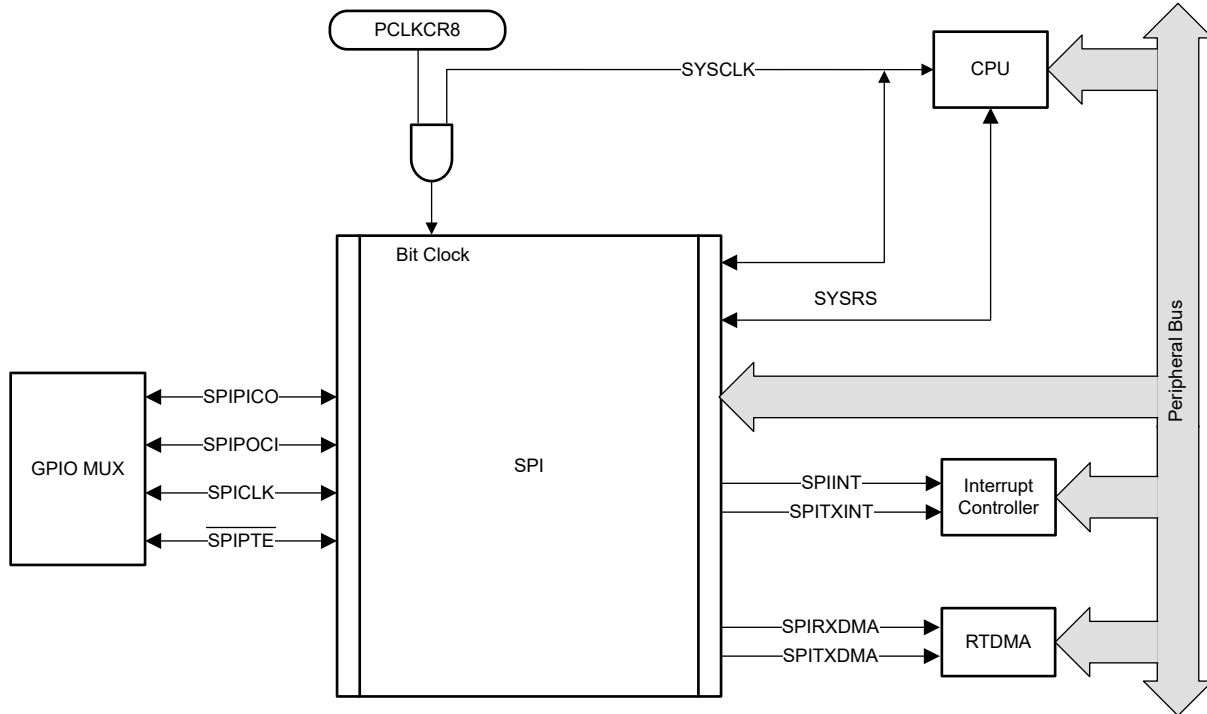 PCLKCR8
SYSCLK
CPU
Bit Clock
SYSRS
Peripheral Bus
SPIPICO
SPIPOCI
GPIO MUX
SPI
SPICLK
SPIPTE
SPIINT
SPITXINT
Interrupt
Controller
SPIRXDMA
SPITXDMA
RTDMA